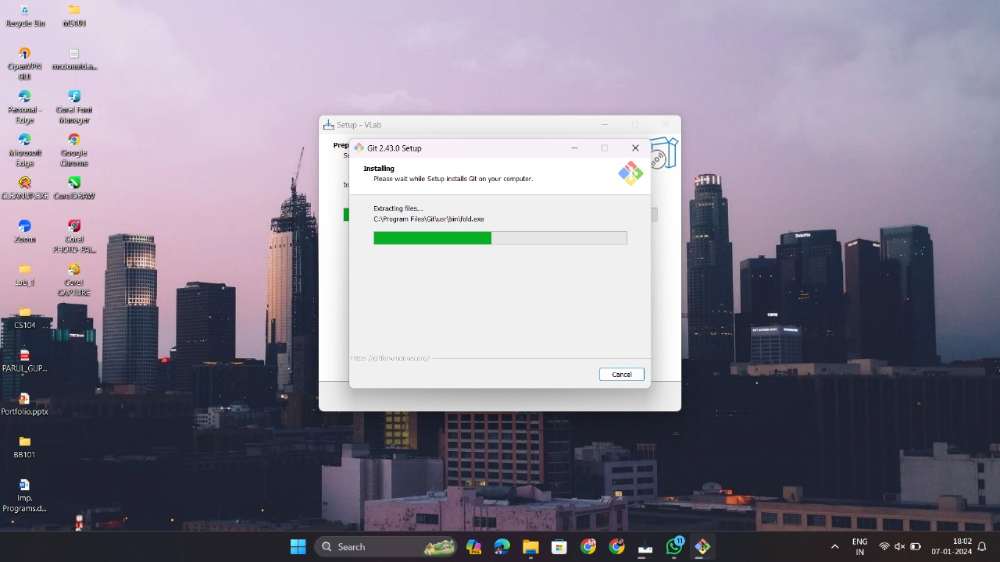 Recycle Bin
MS101
OpenVPN
GUI
mcdonald.a...
Personal -
Edge
Corel Font
Manager
Microsoft
Edge
Google
Chrome
CLEANUP.EXE
CorelDRAW
Zoom
Corel
PHOTO-PAI...
Lab_1
Corel
CAPTURE
CS104
PARUL_GUP...
Portfolio.pptx
BB101
Imp.
Programs.d...
Setup - VLab
Prep
Se
Git 2.43.0 Setup
Installing
Please wait while Setup installs Git on your computer.
In
Extracting files...
C:\Program Files\Git\usr\bin\fold.exe
https://gitforwindows.org/
Cancel
Deloitte
Search
PRE
11
ENG
IN
18:02
07-01-2024